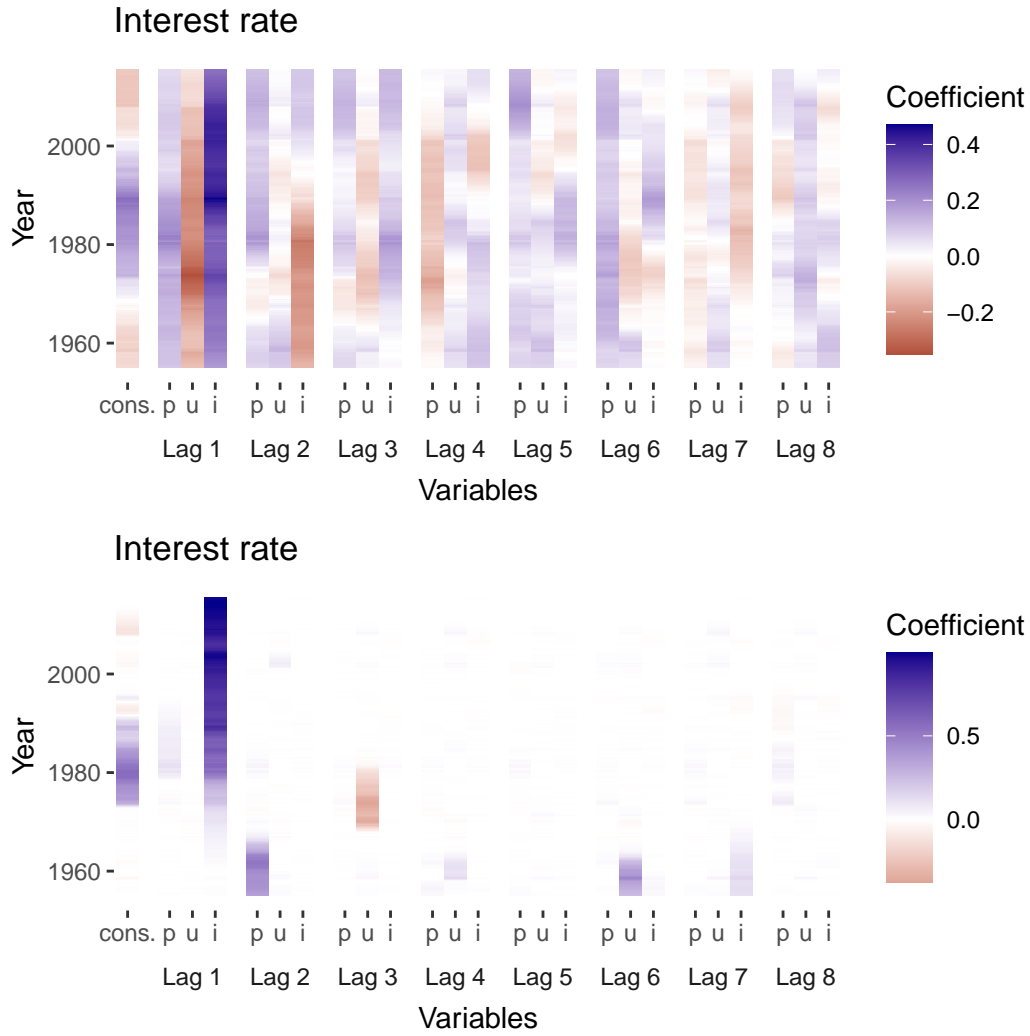 Interest rate
Coefficient
0.4
0.2
0.0
−0.2
Year
2000
1980
1960
cons. p u i p u i p u i p u i p u i p u i p u i p u i
Lag 1 Lag 2 Lag 3 Lag 4 Lag 5 Lag 6 Lag 7 Lag 8
Variables
Interest rate
Coefficient
0.5
0.0
Year
2000
1980
1960
cons. p u i p u i p u i p u i p u i p u i p u i p u i
Lag 1 Lag 2 Lag 3 Lag 4 Lag 5 Lag 6 Lag 7 Lag 8
Variables